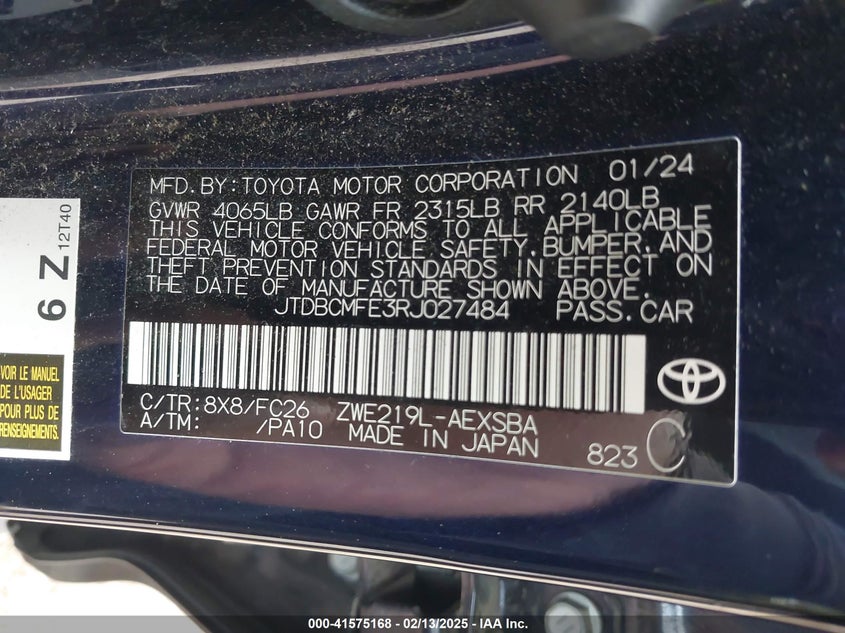 MFD. BY: TOYOTA MOTOR CORPORATION 01/24
GVWR 4065LB GAWR FR 2315LB RR 2140LB
THIS VEHICLE CONFORMS TO ALL APPLICABLE
FEDERAL MOTOR VEHICLE SAFETY, BUMPER, AND
THEFT PREVENTION STANDARDS IN EFFECT ON
THE DATE OF MANUFACTURE SHOWN ABOVE.
JTDBCMFE3RJ027484 PASS. CAR
C/TR: 8X8/FC26 ZWE219L-AEXSBA
A/TM: /PA10 MADE IN JAPAN
823 C
6 Z 12T40
VOIR LE MANUEL
DE L'USAGER
POUR PLUS DE
RENSEIGNEMENTS.
000-41575168 - 02/13/2025 - IAA Inc.